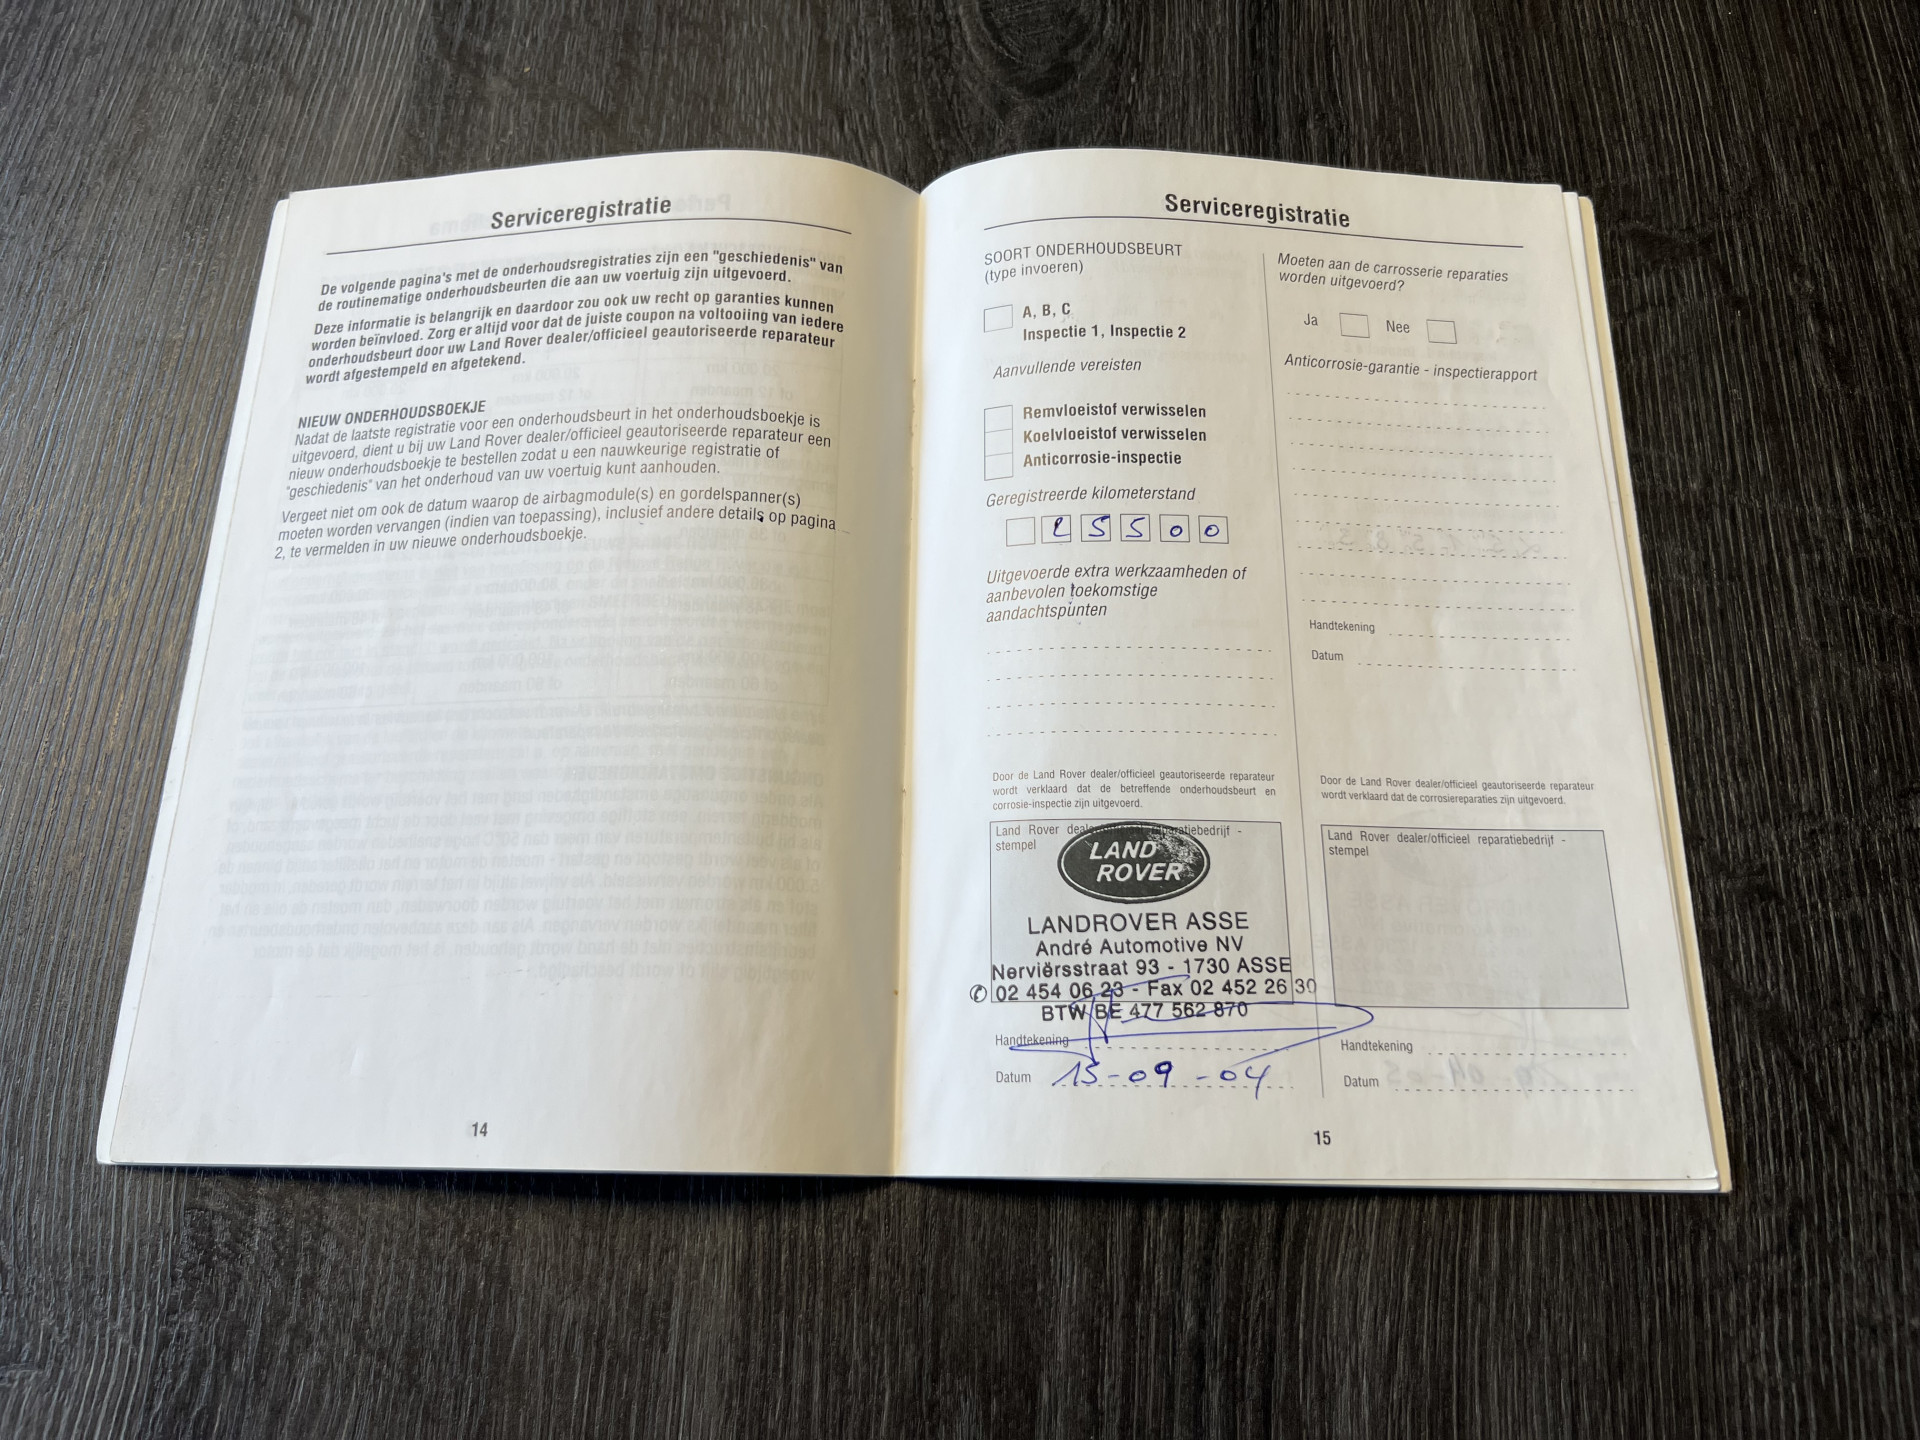 Serviceregistratie
De volgende pagina's met de onderhoudsregistraties zijn een "geschiedenis" van
de routinematige onderhoudsbeurten die aan uw voertuig zijn uitgevoerd.
Deze informatie is belangrijk en daardoor zou ook uw recht op garanties kunnen
worden beïnvloed. Zorg er altijd voor dat de juiste coupon na voltooiing van iedere
onderhoudsbeurt door uw Land Rover dealer/officieel geautoriseerde reparateur
wordt afgestempeld en afgetekend.
NIEUW ONDERHOUDSBOEKJE
Nadat de laatste registratie voor een onderhoudsbeurt in het onderhoudsboekje is
uitgevoerd, dient u bij uw Land Rover dealer/officieel geautoriseerde reparateur een
nieuw onderhoudsboekje te bestellen zodat u een nauwkeurige registratie of
"geschiedenis" van het onderhoud van uw voertuig kunt aanhouden.
Vergeet niet om ook de datum waarop de airbagmodule(s) en gordelspanner(s)
moeten worden vervangen (indien van toepassing), inclusief andere details op pagina
2, te vermelden in uw nieuwe onderhoudsboekje.
14
Serviceregistratie
SOORT ONDERHOUDSBEURT
(type invoeren)
A, B, C
Inspectie 1, Inspectie 2
Aanvullende vereisten
Remvloeistof verwisselen
Koelvloeistof verwisselen
Anticorrosie-inspectie
Geregistreerde kilometerstand
25500
Uitgevoerde extra werkzaamheden of
aanbevolen toekomstige
aandachtspunten
Door de Land Rover dealer/officieel geautoriseerde reparateur
wordt verklaard dat de betreffende onderhoudsbeurt en
corrosie-inspectie zijn uitgevoerd.
Land Rover reparatiebedrijf -
stempel
LAND
ROVER
LANDROVER ASSE
André Automotive NV
Nerviërsstraat 93 - 1730 ASSE
✆ 02 454 06 23 - Fax 02 452 26 30
BTW BE 477 562 870
Handtekening
Datum 15-09-04
Moeten aan de carrosserie reparaties
worden uitgevoerd?
Ja Nee
Anticorrosie-garantie - inspectierapport
Handtekening
Datum
Door de Land Rover dealer/officieel geautoriseerde reparateur
wordt verklaard dat de corrosiereparaties zijn uitgevoerd.
Land Rover dealer/officieel reparatiebedrijf -
stempel
Handtekening
Datum
15